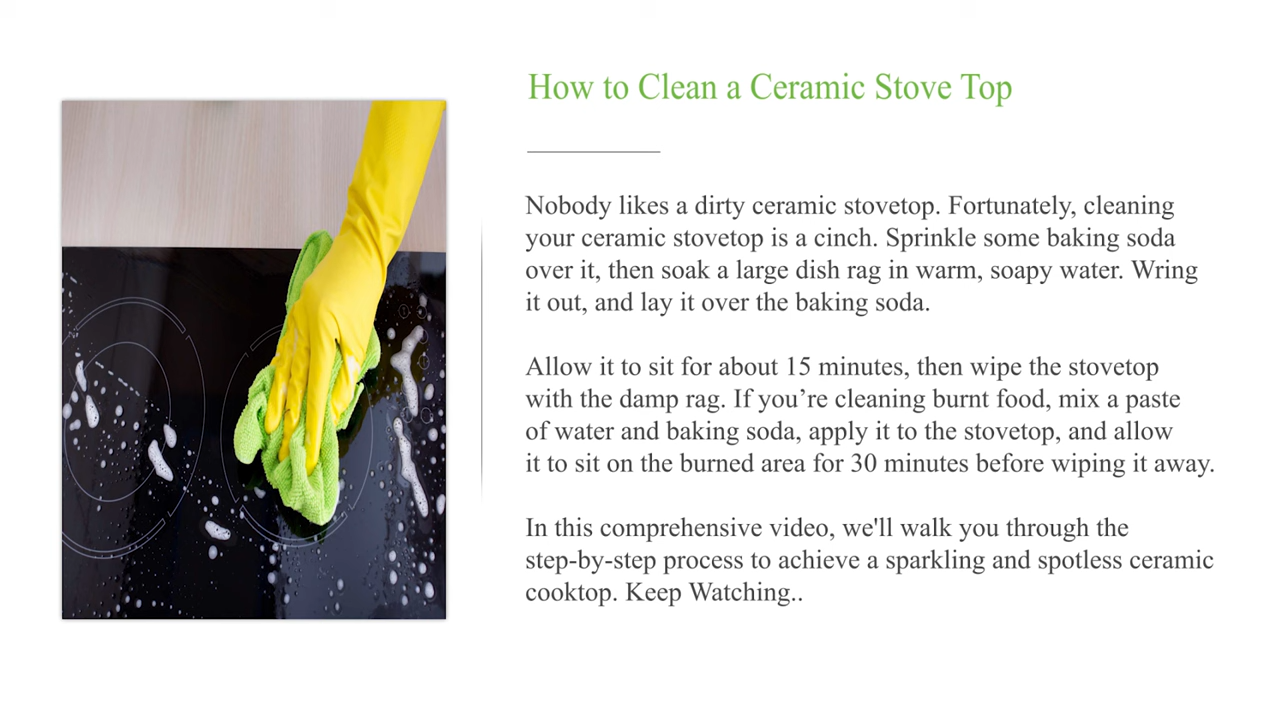 How to Clean a Ceramic Stove Top
Nobody likes a dirty ceramic stovetop. Fortunately, cleaning
your ceramic stovetop is a cinch. Sprinkle some baking soda
over it, then soak a large dish rag in warm, soapy water. Wring
it out, and lay it over the baking soda.
Allow it to sit for about 15 minutes, then wipe the stovetop
with the damp rag. If you’re cleaning burnt food, mix a paste
of water and baking soda, apply it to the stovetop, and allow
it to sit on the burned area for 30 minutes before wiping it away.
In this comprehensive video, we'll walk you through the
step-by-step process to achieve a sparkling and spotless ceramic
cooktop. Keep Watching..